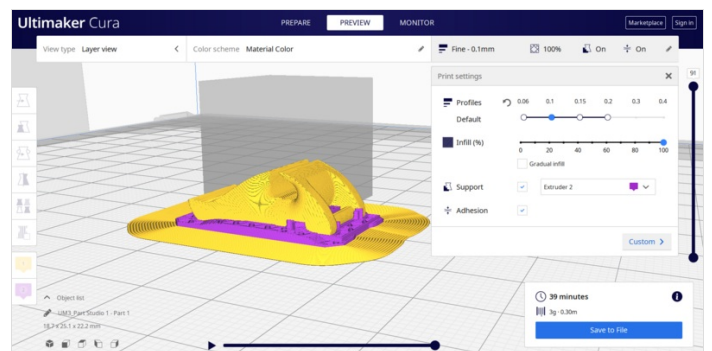 Ultimaker Cura
PREPARE PREVIEW MONITOR
Marketplace Sign in
View type Layer view
Color scheme Material Color
Fine - 0.1mm 100% On On
Print settings
91
Profiles 0.06 0.1 0.15 0.2 0.3 0.4
Default
Infill (%)
0 20 40 60 80 100
Gradual infill
Support Extruder 2
Adhesion
Custom
Object list
UM3_Part Studio 1 - Part 1
18.7 x 25.1 x 22.2 mm
39 minutes
3g · 0.30m
Save to File